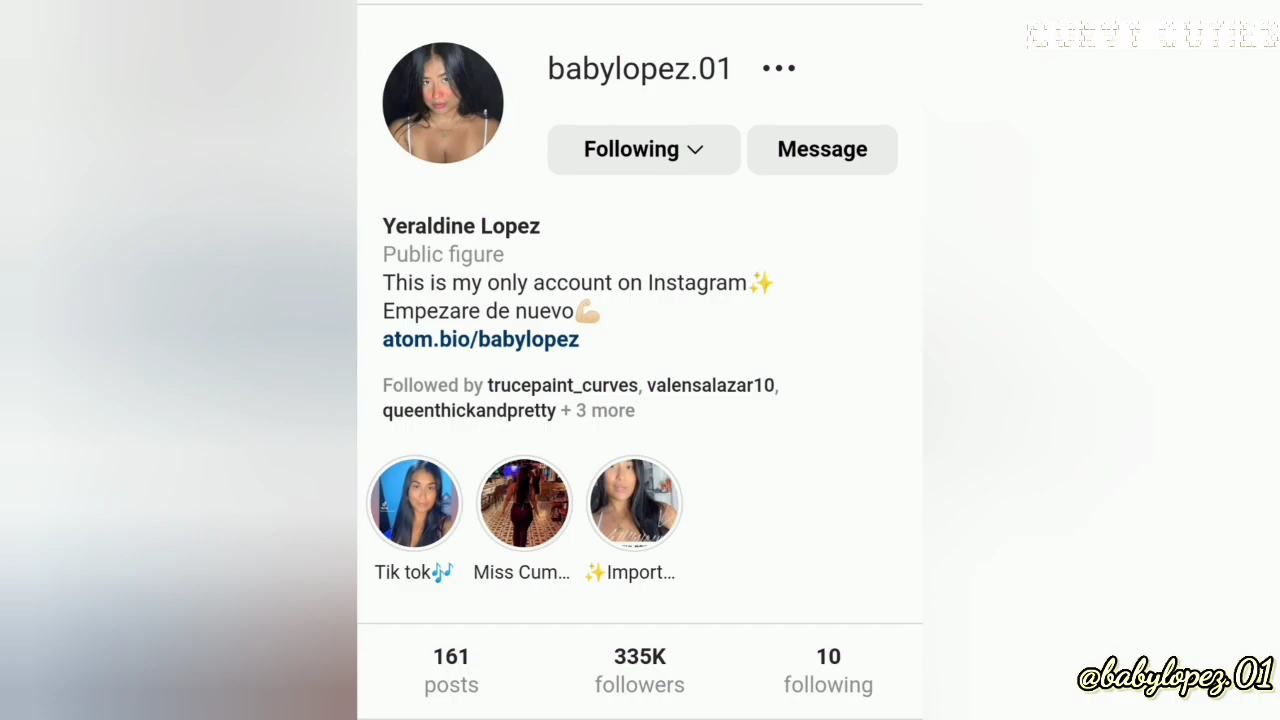 CURVY CUTIES
babylopez.01
Following Message
Yeraldine Lopez
Public figure
This is my only account on Instagram✨
Empezare de nuevo💪🏼
atom.bio/babylopez
Followed by trucepaint_curves, valensalazar10,
queenthickandpretty + 3 more
Tik tok🎶 Miss Cum... ✨Import...
161 335K 10
posts followers following
@babylopez.01